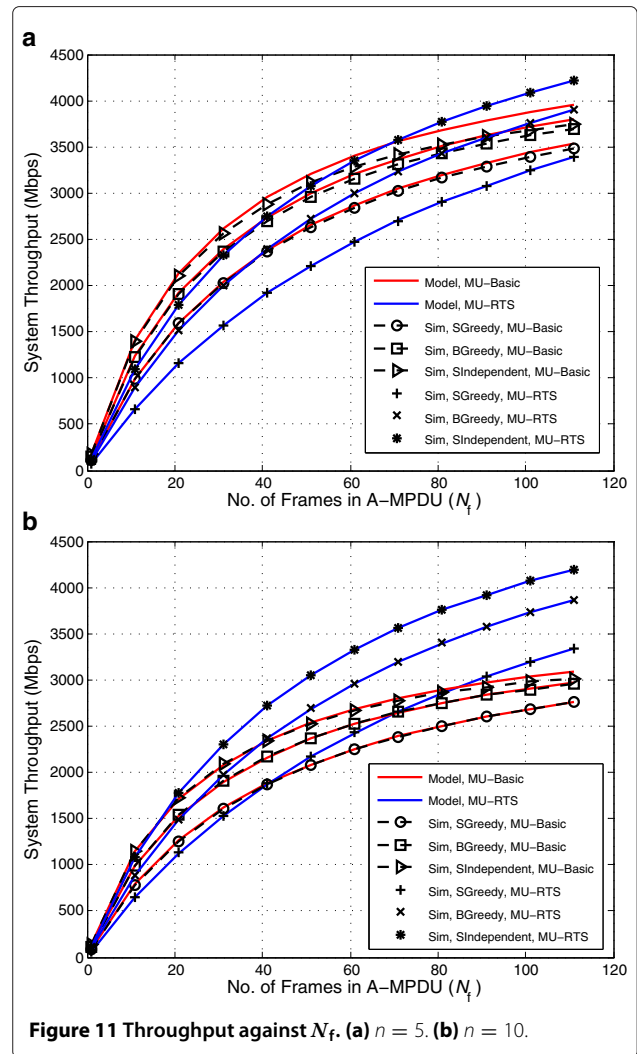 a
4500
4000
3500
3000
2500
2000
1500
1000
500
0
System Throughput (Mbps)
Model, MU−Basic
Model, MU−RTS
Sim, SGreedy, MU−Basic
Sim, BGreedy, MU−Basic
Sim, SIndependent, MU−Basic
Sim, SGreedy, MU−RTS
Sim, BGreedy, MU−RTS
Sim, SIndependent, MU−RTS
0 20 40 60 80 100 120
No. of Frames in A−MPDU (Nf)
b
4500
4000
3500
3000
2500
2000
1500
1000
500
0
System Throughput (Mbps)
Model, MU−Basic
Model, MU−RTS
Sim, SGreedy, MU−Basic
Sim, BGreedy, MU−Basic
Sim, SIndependent, MU−Basic
Sim, SGreedy, MU−RTS
Sim, BGreedy, MU−RTS
Sim, SIndependent, MU−RTS
0 20 40 60 80 100 120
No. of Frames in A−MPDU (Nf)
Figure 11 Throughput against Nf. (a) n = 5. (b) n = 10.